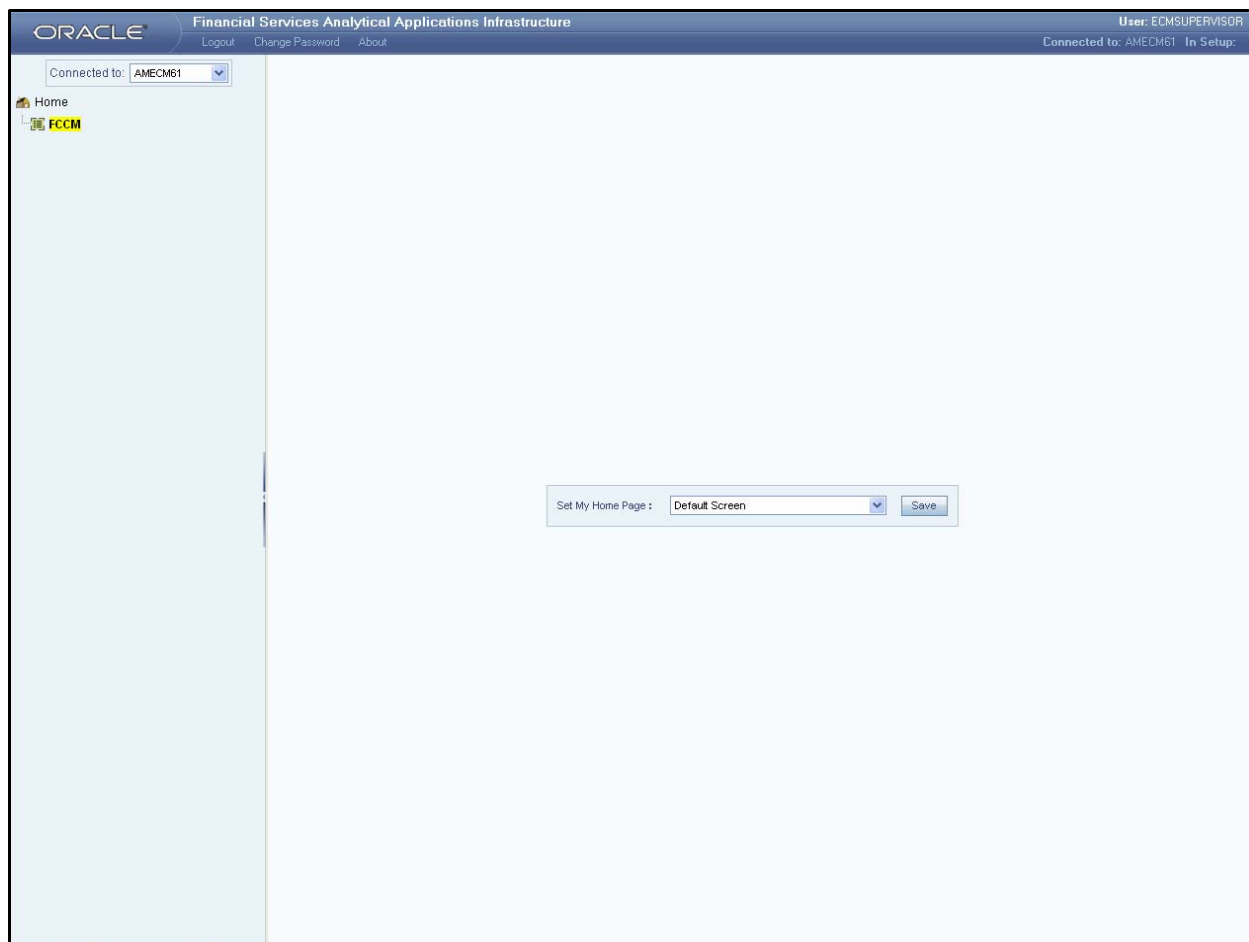 ORACLE
Financial Services Analytical Applications Infrastructure
User: ECMSUPERVISOR
Logout Change Password About
Connected to: AMECM61 In Setup:
Connected to: AMECM61
Home
FCCM
Set My Home Page : Default Screen Save